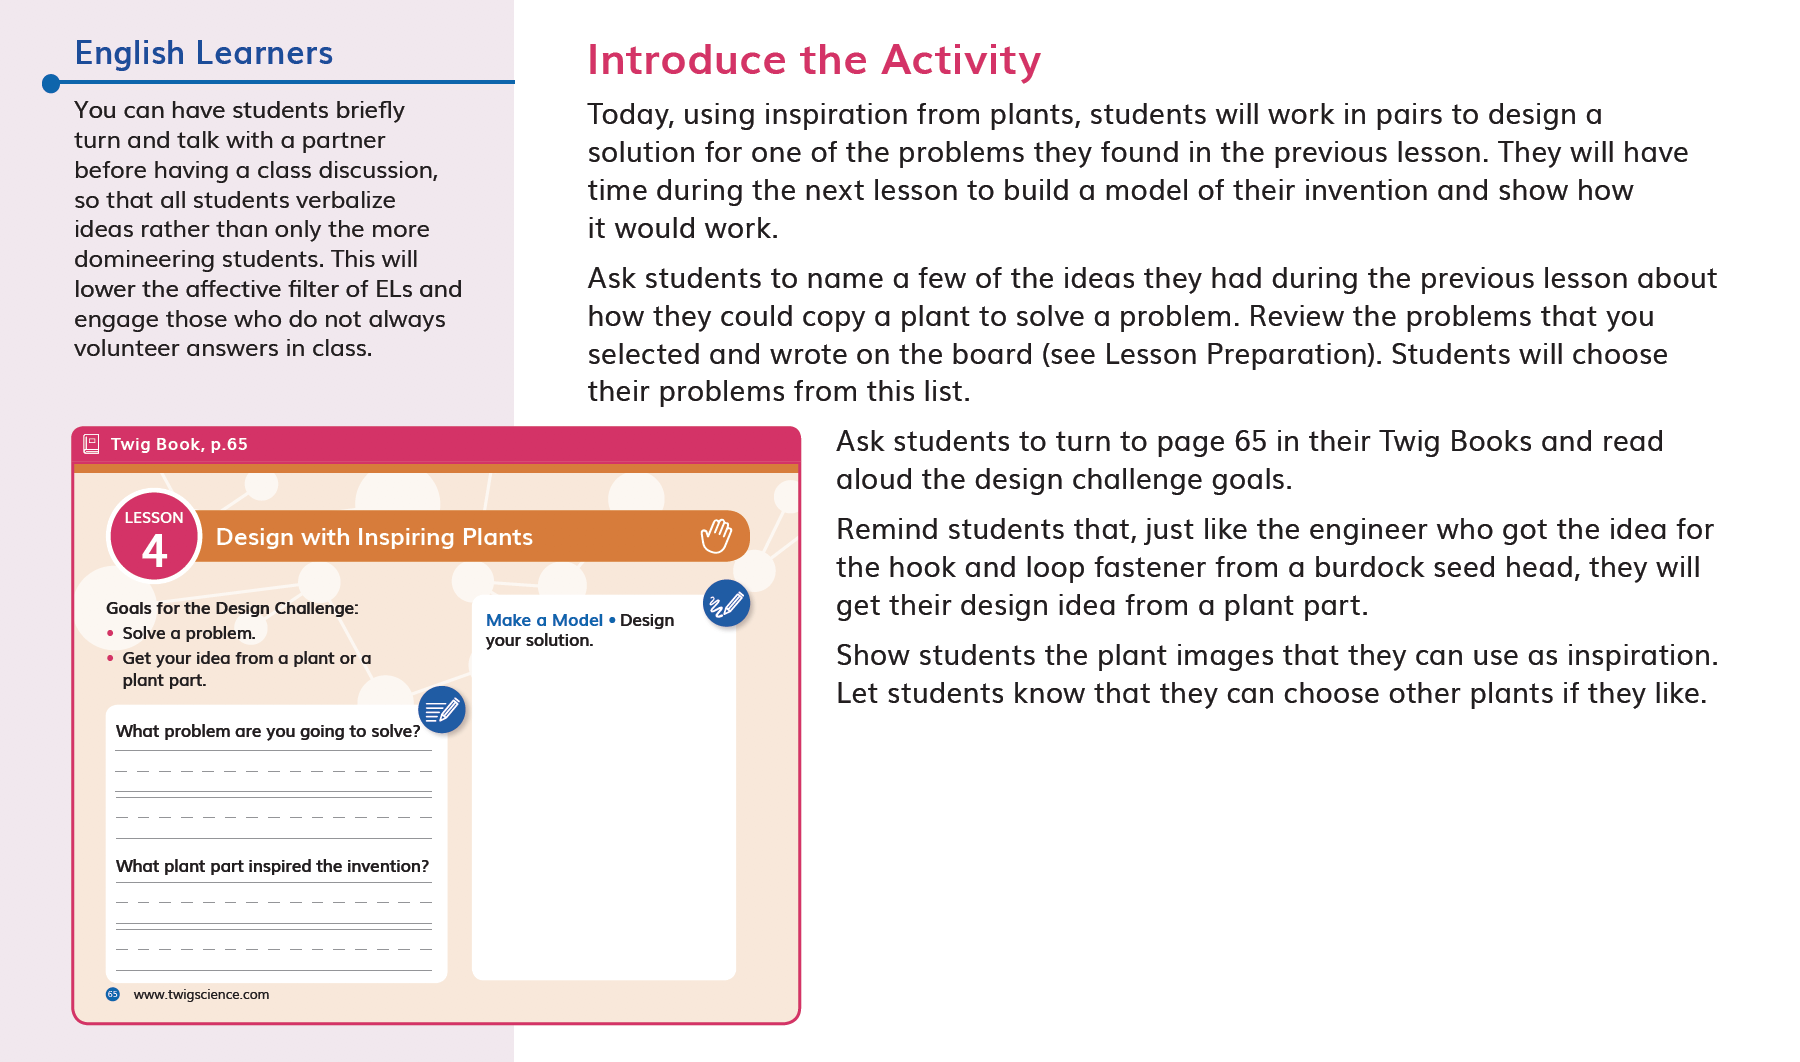 English Learners
You can have students briefly
turn and talk with a partner
before having a class discussion,
so that all students verbalize
ideas rather than only the more
domineering students. This will
lower the affective filter of ELs and
engage those who do not always
volunteer answers in class.
Introduce the Activity
Today, using inspiration from plants, students will work in pairs to design a
solution for one of the problems they found in the previous lesson. They will have
time during the next lesson to build a model of their invention and show how
it would work.
Ask students to name a few of the ideas they had during the previous lesson about
how they could copy a plant to solve a problem. Review the problems that you
selected and wrote on the board (see Lesson Preparation). Students will choose
their problems from this list.
Twig Book, p.65
LESSON
4
Design with Inspiring Plants
Goals for the Design Challenge:
• Solve a problem.
• Get your idea from a plant or a
plant part.
What problem are you going to solve?
What plant part inspired the invention?
Make a Model • Design
your solution.
65 www.twigscience.com
Ask students to turn to page 65 in their Twig Books and read
aloud the design challenge goals.
Remind students that, just like the engineer who got the idea for
the hook and loop fastener from a burdock seed head, they will
get their design idea from a plant part.
Show students the plant images that they can use as inspiration.
Let students know that they can choose other plants if they like.